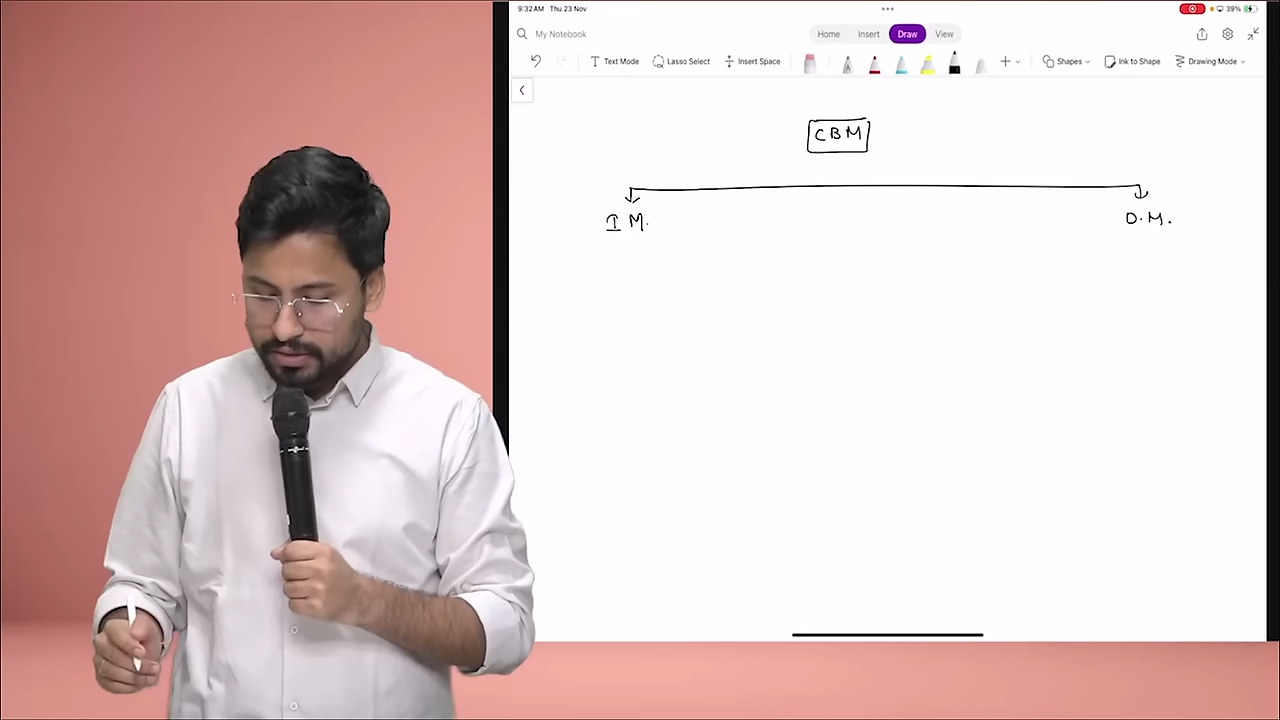 9:32 AM Thu 23 Nov
39%
My Notebook
Home Insert Draw View
Text Mode Lasso Select Insert Space Shapes Ink to Shape Drawing Mode
CBM
I M. D.M.